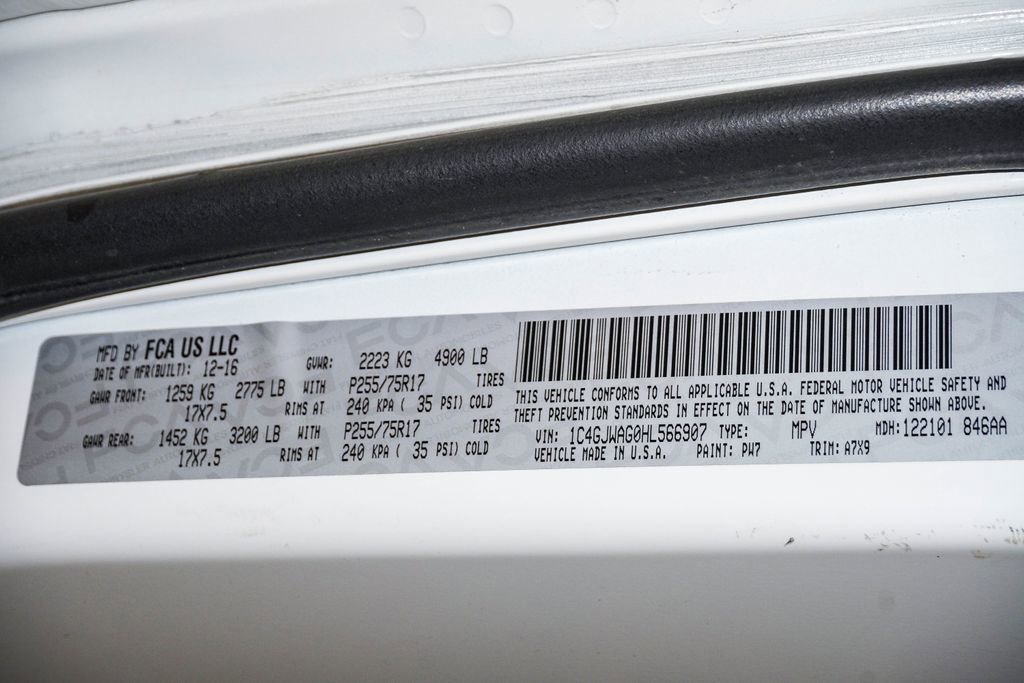 MFD BY FCA US LLC
DATE OF MFR(BUILT): 12-16 GVWR: 2223 KG 4900 LB
GAWR FRONT: 1259 KG 2775 LB WITH P255/75R17 TIRES
17X7.5 RIMS AT 240 KPA ( 35 PSI) COLD
GAWR REAR: 1452 KG 3200 LB WITH P255/75R17 TIRES
17X7.5 RIMS AT 240 KPA ( 35 PSI) COLD
THIS VEHICLE CONFORMS TO ALL APPLICABLE U.S.A. FEDERAL MOTOR VEHICLE SAFETY AND
THEFT PREVENTION STANDARDS IN EFFECT ON THE DATE OF MANUFACTURE SHOWN ABOVE.
VIN: 1C4GJWAG0HL566907 TYPE: MPV MDH:122101 846AA
VEHICLE MADE IN U.S.A. PAINT: PW7 TRIM: A7X9